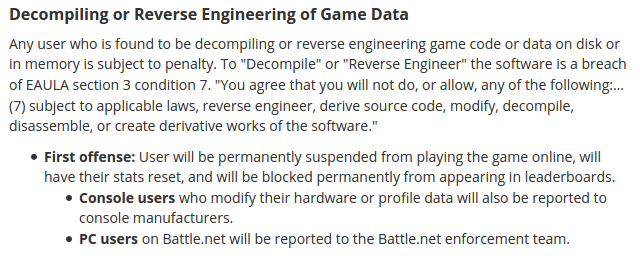 Decompiling or Reverse Engineering of Game Data
Any user who is found to be decompiling or reverse engineering game code or data on disk or
in memory is subject to penalty. To "Decompile" or "Reverse Engineer" the software is a breach
of EAULA section 3 condition 7. "You agree that you will not do, or allow, any of the following:...
(7) subject to applicable laws, reverse engineer, derive source code, modify, decompile,
disassemble, or create derivative works of the software."
• First offense: User will be permanently suspended from playing the game online, will
have their stats reset, and will be blocked permanently from appearing in leaderboards.
• Console users who modify their hardware or profile data will also be reported to
console manufacturers.
• PC users on Battle.net will be reported to the Battle.net enforcement team.